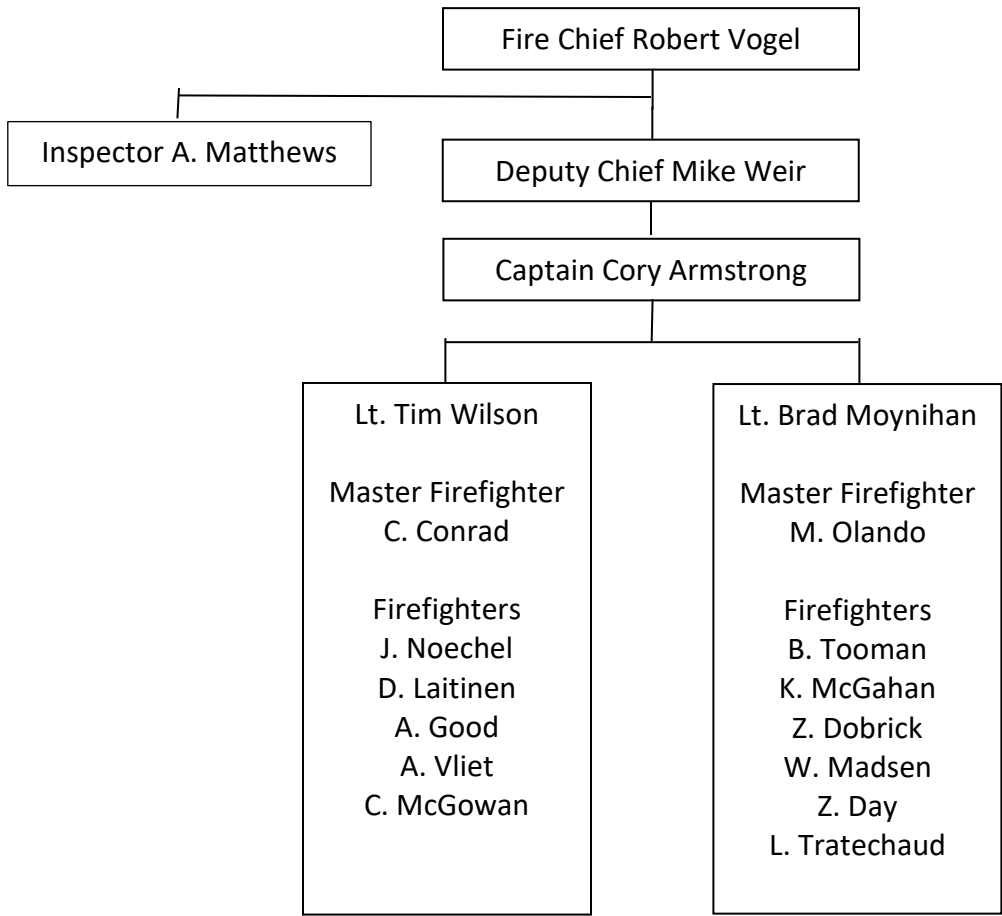 Fire Chief Robert Vogel
Inspector A. Matthews
Deputy Chief Mike Weir
Captain Cory Armstrong
Lt. Tim Wilson
Master Firefighter
C. Conrad
Firefighters
J. Noechel
D. Laitinen
A. Good
A. Vliet
C. McGowan
Lt. Brad Moynihan
Master Firefighter
M. Olando
Firefighters
B. Tooman
K. McGahan
Z. Dobrick
W. Madsen
Z. Day
L. Tratechaud